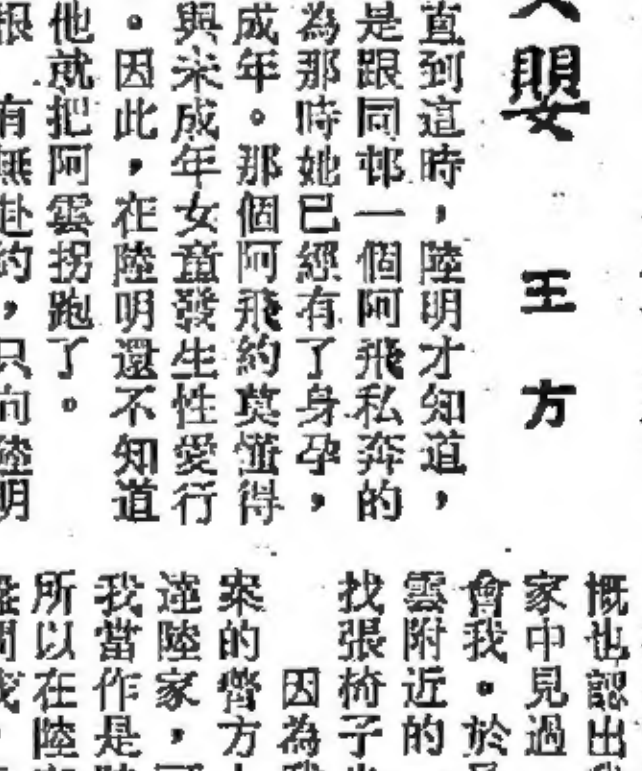 嬰
王方
直到這時，陸明才知道，
是跟同邨一個阿飛私奔的
為那時她已經有了身孕，
成年。那個阿飛約莫懂得
與未成年女童發生性愛行
。因此，在陸明還不知道
他就把阿雲拐跑了。
有無赴約，只向陸明
慨也認出
家中見過
會我。於
雲附近的
找張椅子
因為
案的警方
達陸家，
我當作是
所以在陸